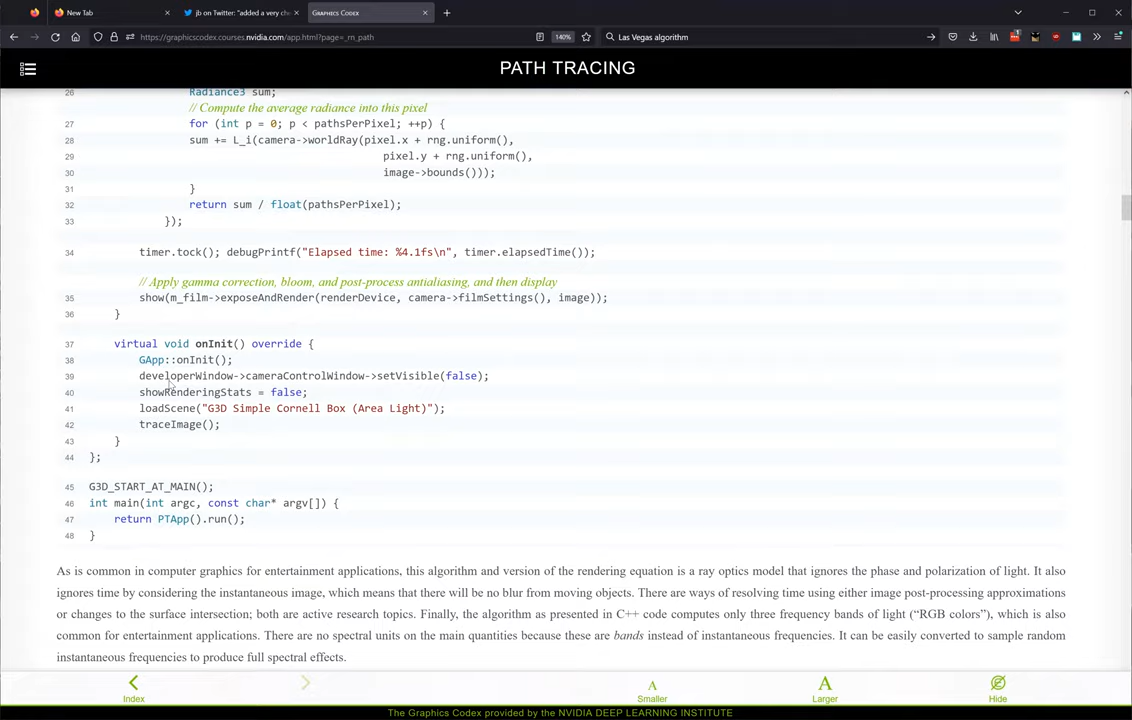 New Tab
jb on Twitter: "added a very che
Graphics Codex
https://graphicscodex.courses.nvidia.com/app.html?page=_rn_path
140%
Las Vegas algorithm
PATH TRACING
26 Radiance3 sum;
// Compute the average radiance into this pixel
27 for (int p = 0; p < pathsPerPixel; ++p) {
28 sum += L_i(camera->worldRay(pixel.x + rng.uniform(),
29 pixel.y + rng.uniform(),
30 image->bounds()));
31 }
32 return sum / float(pathsPerPixel);
33 });
34 timer.tock(); debugPrintf("Elapsed time: %4.1fs\n", timer.elapsedTime());
// Apply gamma correction, bloom, and post-process antialiasing, and then display
35 show(m_film->exposeAndRender(renderDevice, camera->filmSettings(), image));
36 }
37 virtual void onInit() override {
38 GApp::onInit();
39 developerWindow->cameraControlWindow->setVisible(false);
40 showRenderingStats = false;
41 loadScene("G3D Simple Cornell Box (Area Light)");
42 traceImage();
43 }
44 };
45 G3D_START_AT_MAIN();
46 int main(int argc, const char* argv[]) {
47 return PTApp().run();
48 }
As is common in computer graphics for entertainment applications, this algorithm and version of the rendering equation is a ray optics model that ignores the phase and polarization of light. It also
ignores time by considering the instantaneous image, which means that there will be no blur from moving objects. There are ways of resolving time using either image post-processing approximations
or changes to the surface intersection; both are active research topics. Finally, the algorithm as presented in C++ code computes only three frequency bands of light (“RGB colors”), which is also
common for entertainment applications. There are no spectral units on the main quantities because these are bands instead of instantaneous frequencies. It can be easily converted to sample random
instantaneous frequencies to produce full spectral effects.
Index
A
Smaller
A
Larger
Hide
The Graphics Codex provided by the NVIDIA DEEP LEARNING INSTITUTE